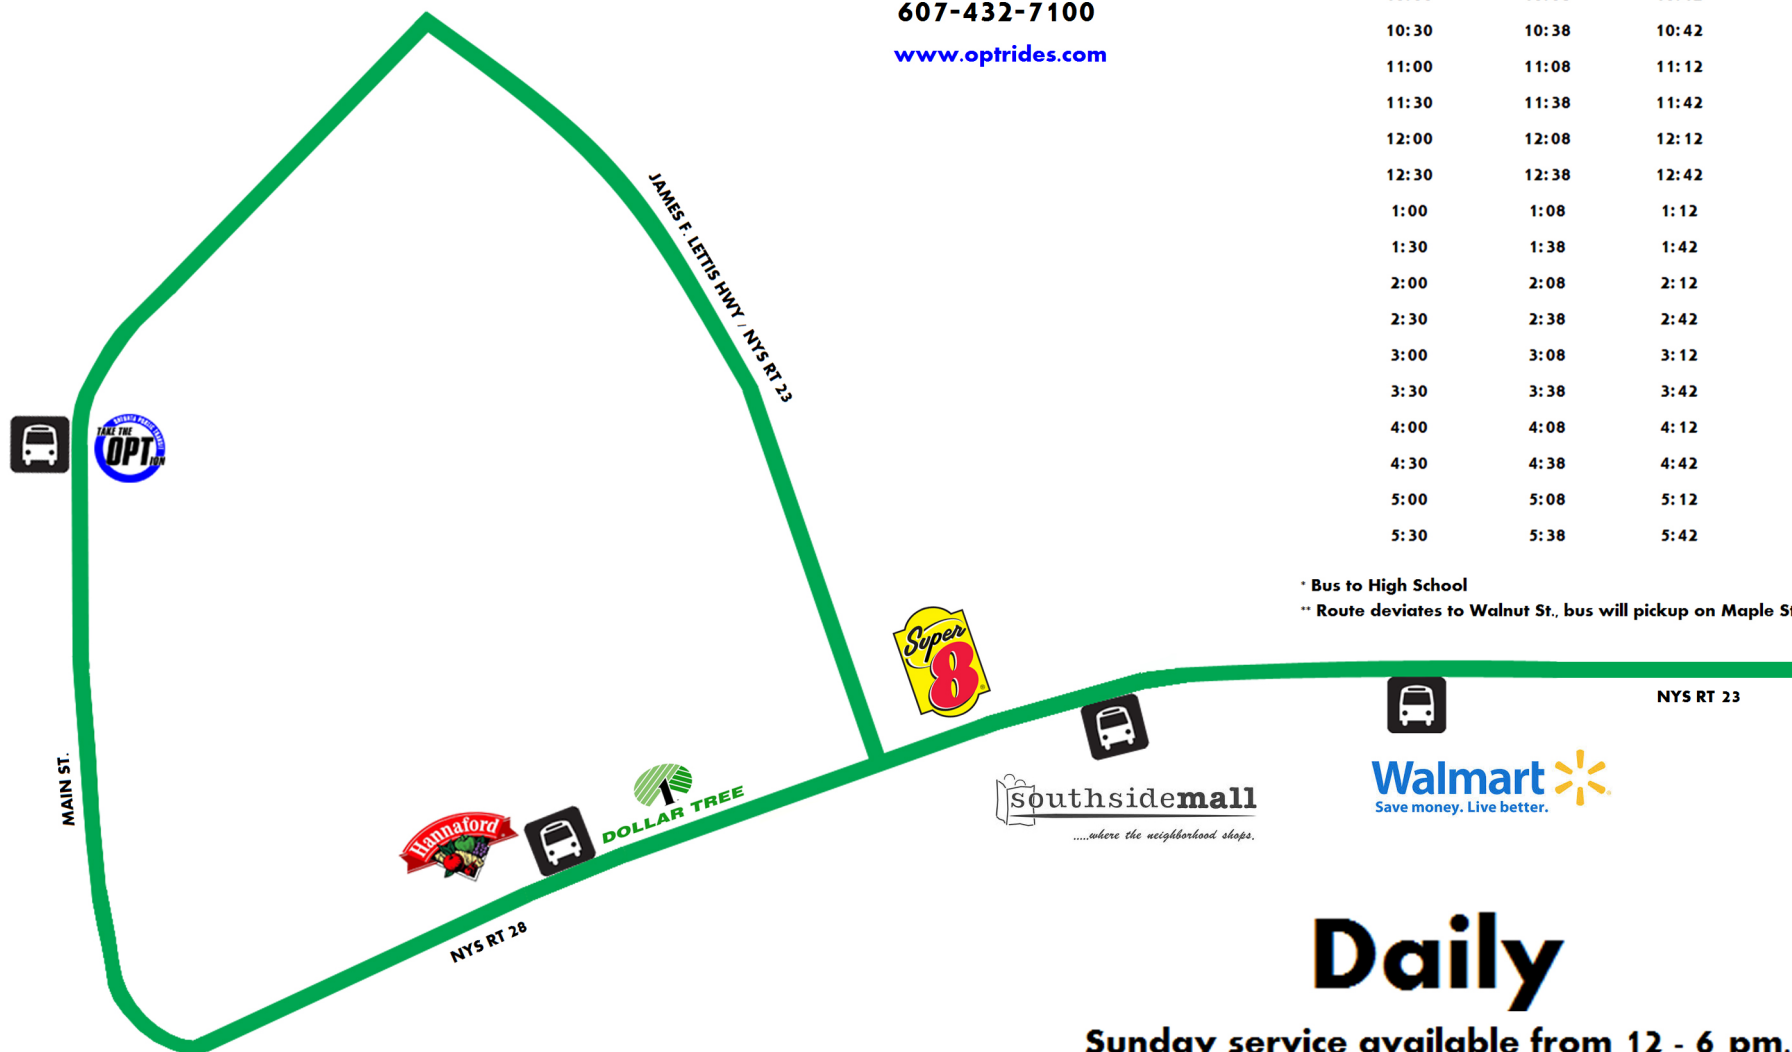 607-432-7100
www.optrides.com
10:30 10:38 10:42
11:00 11:08 11:12
11:30 11:38 11:42
12:00 12:08 12:12
12:30 12:38 12:42
1:00 1:08 1:12
1:30 1:38 1:42
2:00 2:08 2:12
2:30 2:38 2:42
3:00 3:08 3:12
3:30 3:38 3:42
4:00 4:08 4:12
4:30 4:38 4:42
5:00 5:08 5:12
5:30 5:38 5:42
* Bus to High School
** Route deviates to Walnut St., bus will pickup on Maple St
JAMES F. LETTIS HWY / NYS RT 23
TAKE THE
OPTION
Super
8
NYS RT 23
MAIN ST.
Hannaford
DOLLAR TREE
southsidemall
.....where the neighborhood shops.
Walmart
Save money. Live better.
NYS RT 28
Daily
Sunday service available from 12 - 6 pm